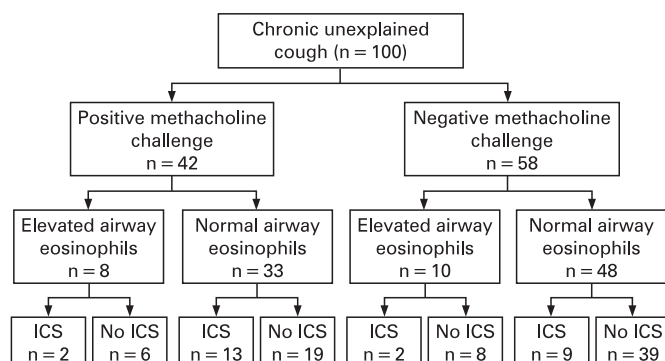 Chronic unexplained
cough (n = 100)
Positive methacholine
challenge
n = 42
Negative methacholine
challenge
n = 58
Elevated airway
eosinophils
n = 8
Normal airway
eosinophils
n = 33
Elevated airway
eosinophils
n = 10
Normal airway
eosinophils
n = 48
ICS
n = 2
No ICS
n = 6
ICS
n = 13
No ICS
n = 19
ICS
n = 2
No ICS
n = 8
ICS
n = 9
No ICS
n = 39